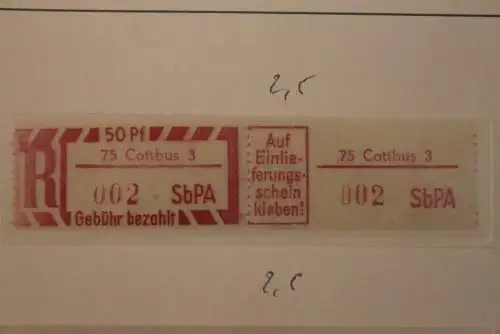 2,5
50 Pf
75 Cottbus 3
R 002 SbPA
Gebühr bezahlt
Auf
Einlie-
ferungs-
schein
kleben!
75 Cottbus 3
002 SbPA
2,5